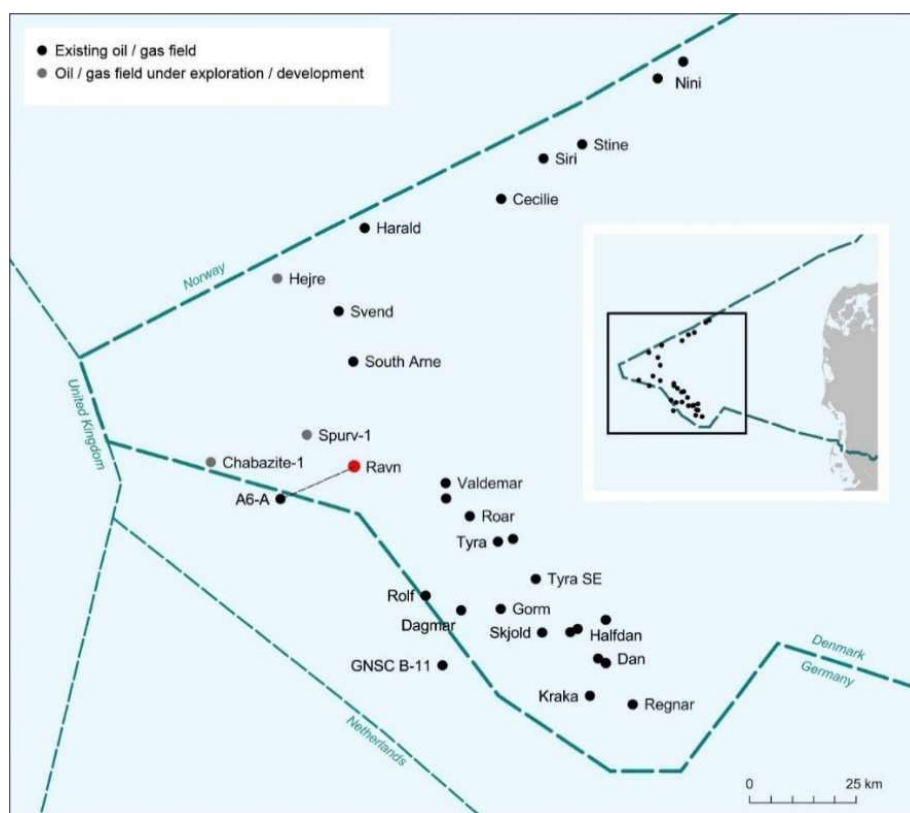 Existing oil / gas field
Oil / gas field under exploration / development
Nini
Stine
Siri
Cecilie
Harald
Norway
Hejre
Svend
South Arne
United Kingdom
Spurv-1
Chabazite-1
Ravn
A6-A
Valdemar
Roar
Tyra
Tyra SE
Rolf
Gorm
Dagmar
Skjold
Halfdan
GNSC B-11
Dan
Denmark
Germany
Kraka
Regnar
Netherlands
0 25 km